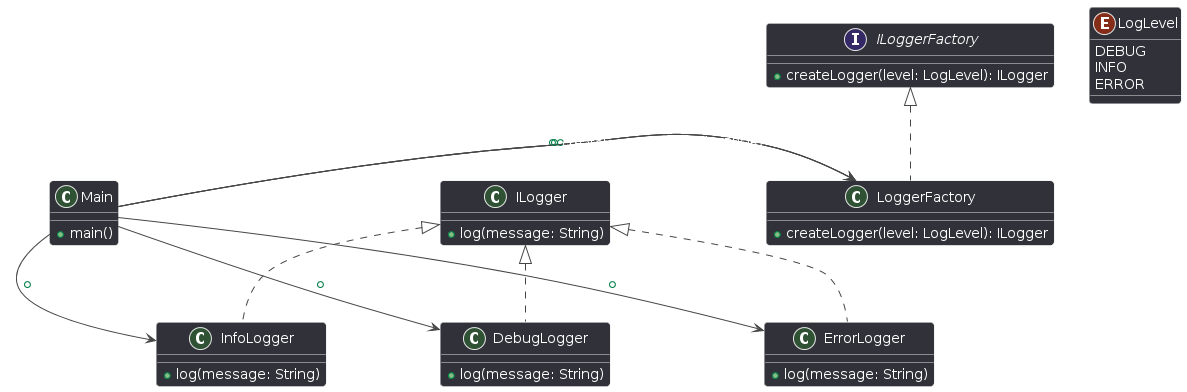 I ILoggerFactory
createLogger(level: LogLevel): ILogger
E LogLevel
DEBUG
INFO
ERROR
C Main
main()
C ILogger
log(message: String)
C LoggerFactory
createLogger(level: LogLevel): ILogger
C InfoLogger
log(message: String)
C DebugLogger
log(message: String)
C ErrorLogger
log(message: String)